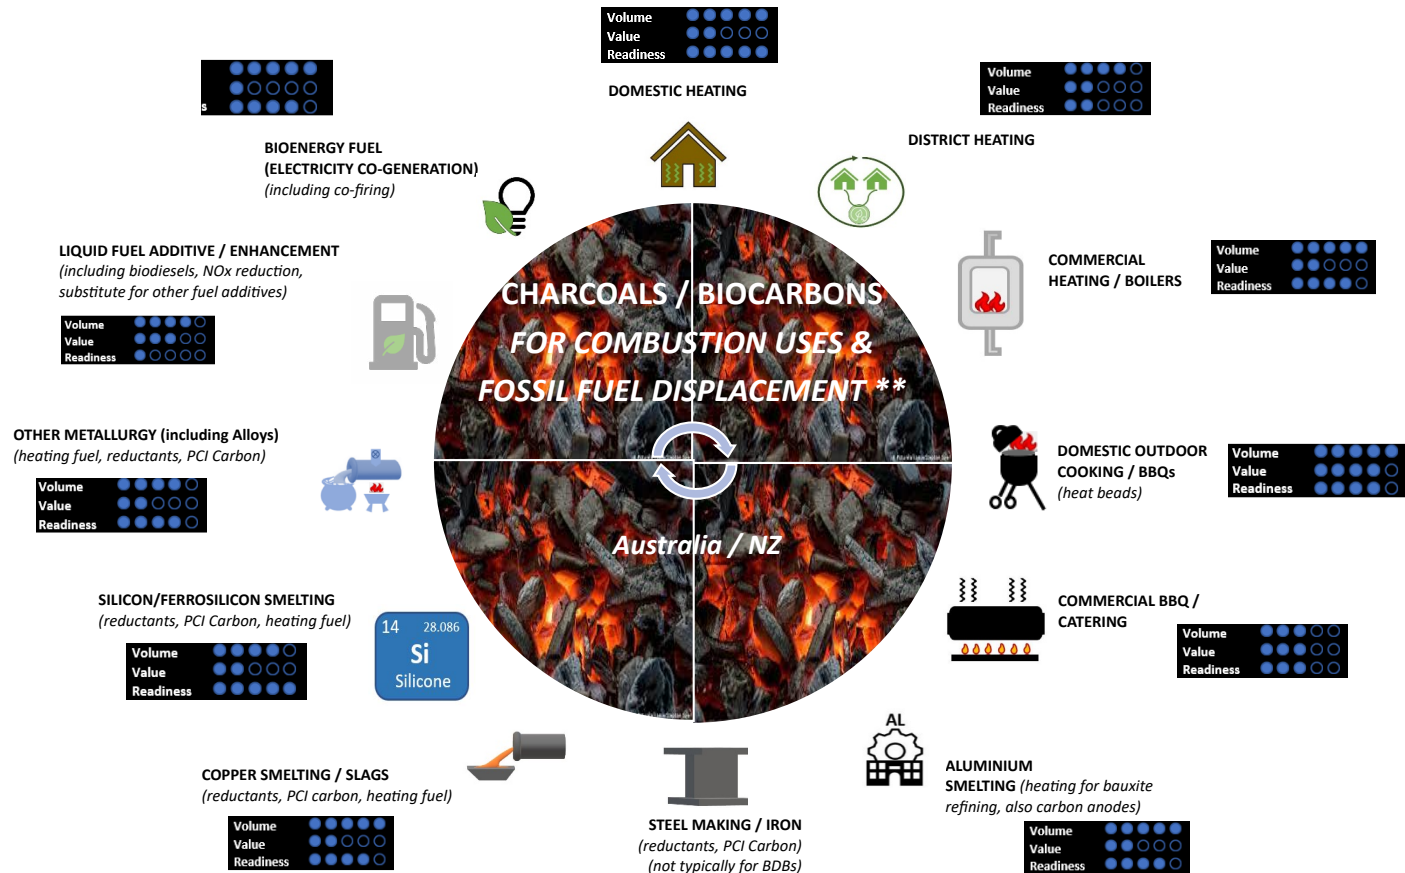 Volume
Value
Readiness
DOMESTIC HEATING
s
BIOENERGY FUEL
(ELECTRICITY CO-GENERATION)
(including co-firing)
Volume
Value
Readiness
DISTRICT HEATING
LIQUID FUEL ADDITIVE / ENHANCEMENT
(including biodiesels, NOx reduction,
substitute for other fuel additives)
Volume
Value
Readiness
COMMERCIAL
HEATING / BOILERS
Volume
Value
Readiness
CHARCOALS / BIOCARBONS
FOR COMBUSTION USES &
FOSSIL FUEL DISPLACEMENT **
Australia / NZ
OTHER METALLURGY (including Alloys)
(heating fuel, reductants, PCI Carbon)
Volume
Value
Readiness
DOMESTIC OUTDOOR
COOKING / BBQs
(heat beads)
Volume
Value
Readiness
SILICON/FERROSILICON SMELTING
(reductants, PCI Carbon, heating fuel)
Volume
Value
Readiness
14 28.086
Si
Silicone
COMMERCIAL BBQ /
CATERING
Volume
Value
Readiness
COPPER SMELTING / SLAGS
(reductants, PCI carbon, heating fuel)
Volume
Value
Readiness
STEEL MAKING / IRON
(reductants, PCI Carbon)
(not typically for BDBs)
AL
ALUMINIUM
SMELTING (heating for bauxite
refining, also carbon anodes)
Volume
Value
Readiness